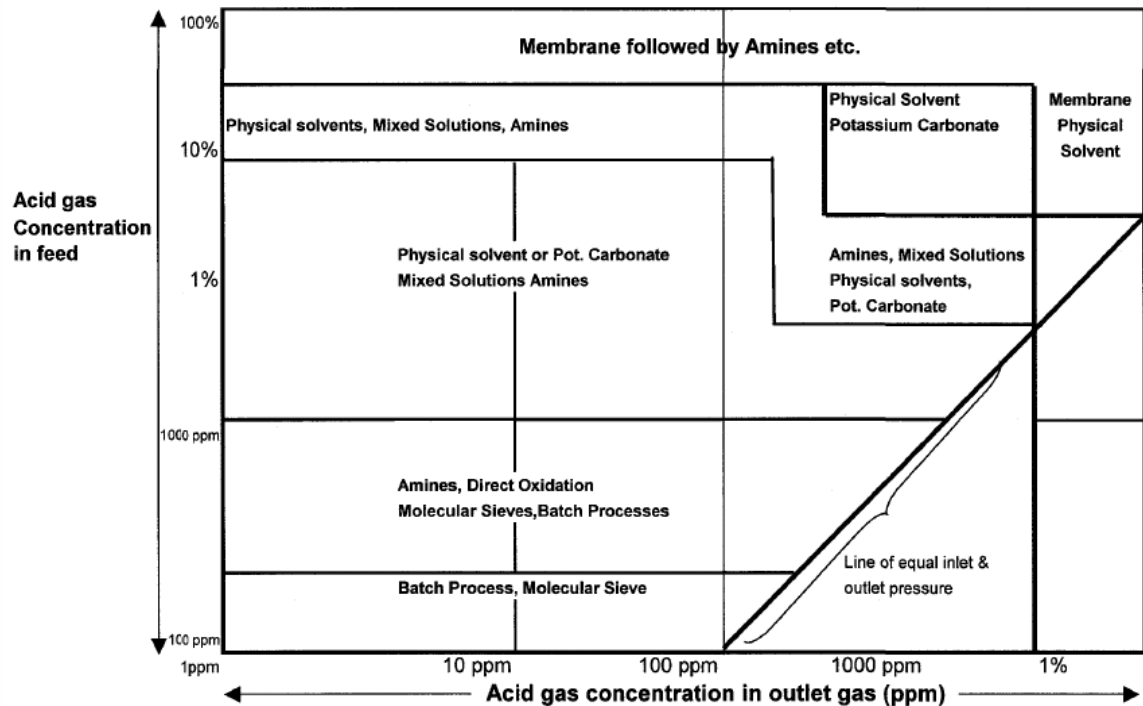 100%
Membrane followed by Amines etc.
Physical Solvent
Potassium Carbonate
Membrane
Physical
Solvent
Physical solvents, Mixed Solutions, Amines
10%
Acid gas
Concentration
in feed
Physical solvent or Pot. Carbonate
Mixed Solutions Amines
Amines, Mixed Solutions
Physical solvents,
Pot. Carbonate
1%
1000 ppm
Amines, Direct Oxidation
Molecular Sieves,Batch Processes
Line of equal inlet &
outlet pressure
Batch Process, Molecular Sieve
100 ppm
1ppm
10 ppm
100 ppm
1000 ppm
1%
Acid gas concentration in outlet gas (ppm)